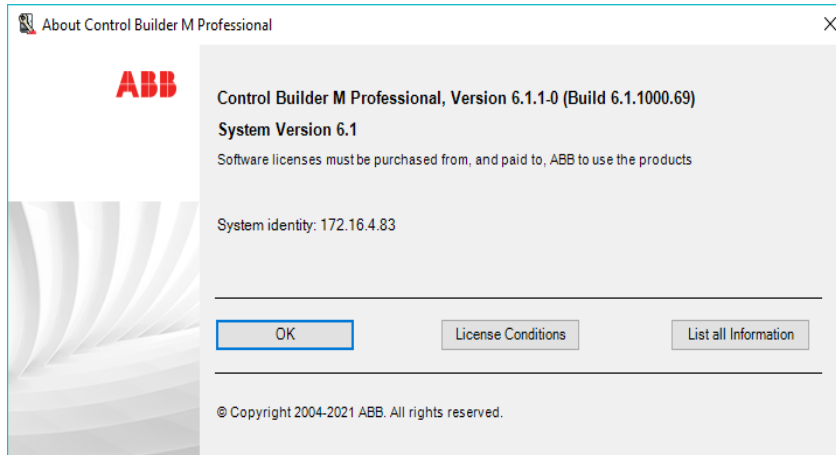 About Control Builder M Professional
ABB
Control Builder M Professional, Version 6.1.1-0 (Build 6.1.1000.69)
System Version 6.1
Software licenses must be purchased from, and paid to, ABB to use the products
System identity: 172.16.4.83
OK License Conditions List all Information
© Copyright 2004-2021 ABB. All rights reserved.